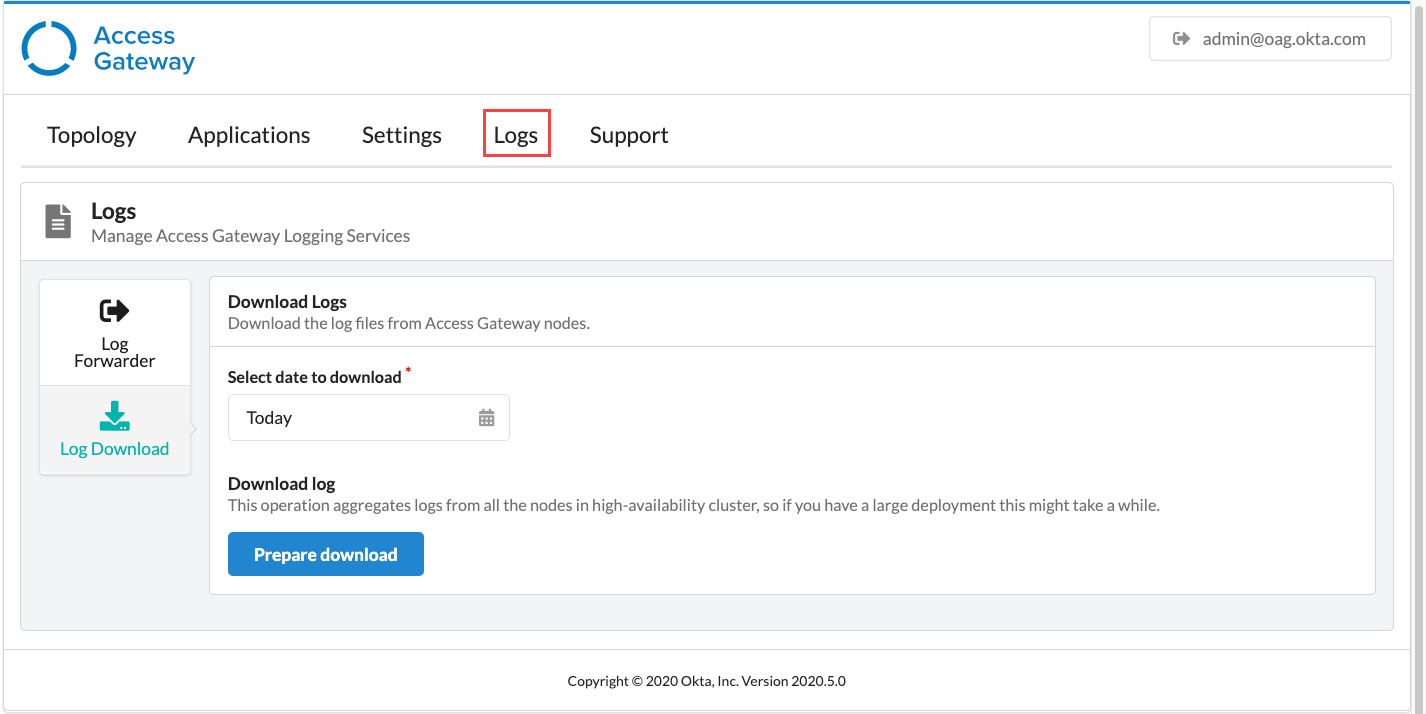 Access
Gateway
admin@oag.okta.com
Topology Applications Settings Logs Support
Logs
Manage Access Gateway Logging Services
Log
Forwarder
Log Download
Download Logs
Download the log files from Access Gateway nodes.
Select date to download *
Today
Download log
This operation aggregates logs from all the nodes in high-availability cluster, so if you have a large deployment this might take a while.
Prepare download
Copyright © 2020 Okta, Inc. Version 2020.5.0